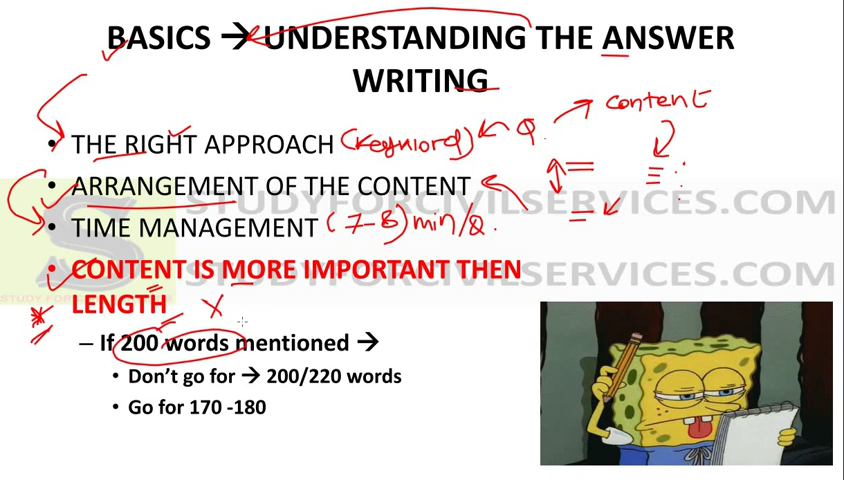 BASICS → UNDERSTANDING THE ANSWER
WRITING
content
• THE RIGHT APPROACH (keyword) ← Q.
• ARRANGEMENT OF THE CONTENT
STUDYFORCIVILSERVICES.COM
• TIME MANAGEMENT (7-8) min/Q.
• CONTENT IS MORE IMPORTANT THEN
STUDYFORCIVILSERVICES.COM
LENGTH X
– If 200 words mentioned →
• Don't go for → 200/220 words
• Go for 170 -180